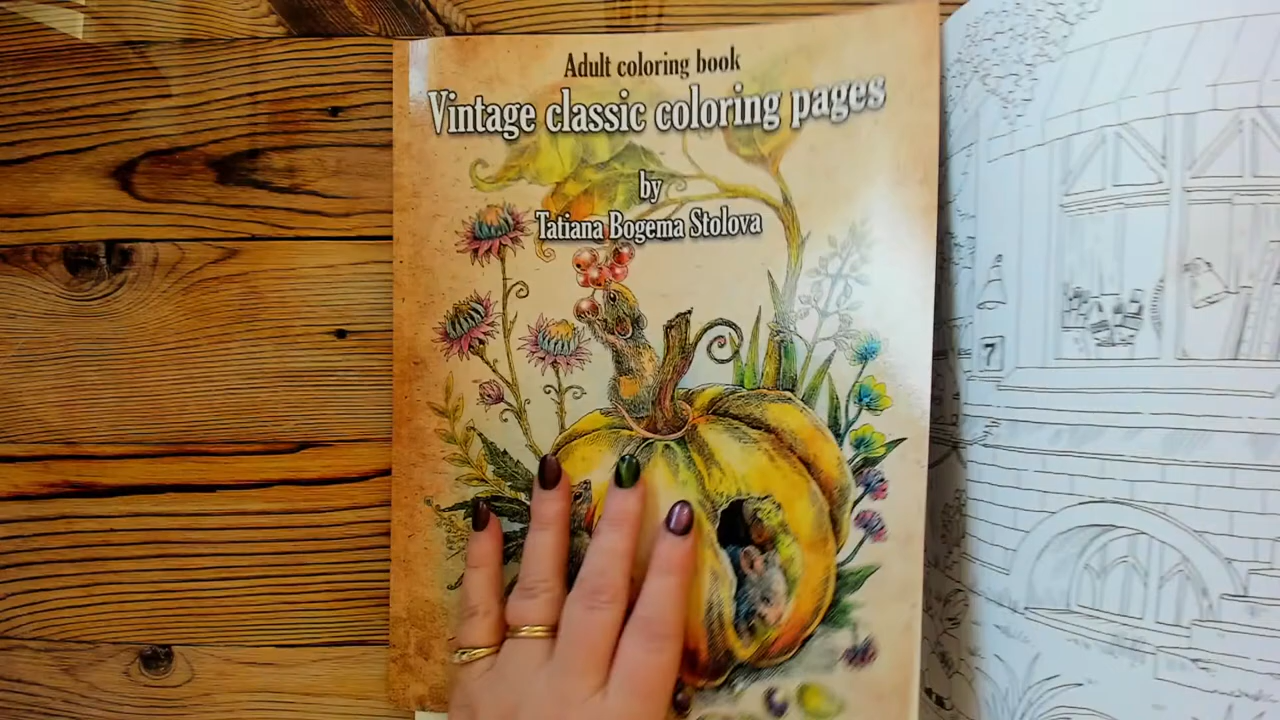 Adult coloring book
Vintage classic coloring pages
by
Tatiana Bogema Stolova
7